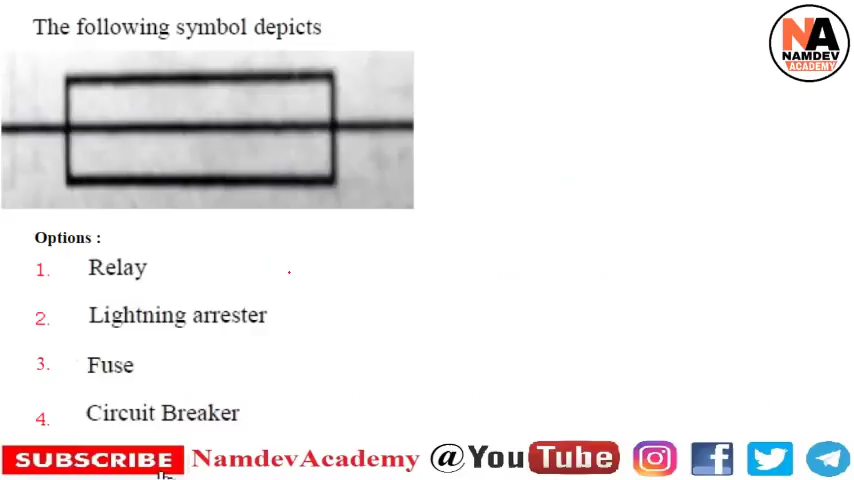 The following symbol depicts
NA
NAMDEV
ACADEMY
Options :
1. Relay
2. Lightning arrester
3. Fuse
4. Circuit Breaker
SUBSCRIBE NamdevAcademy @YouTube